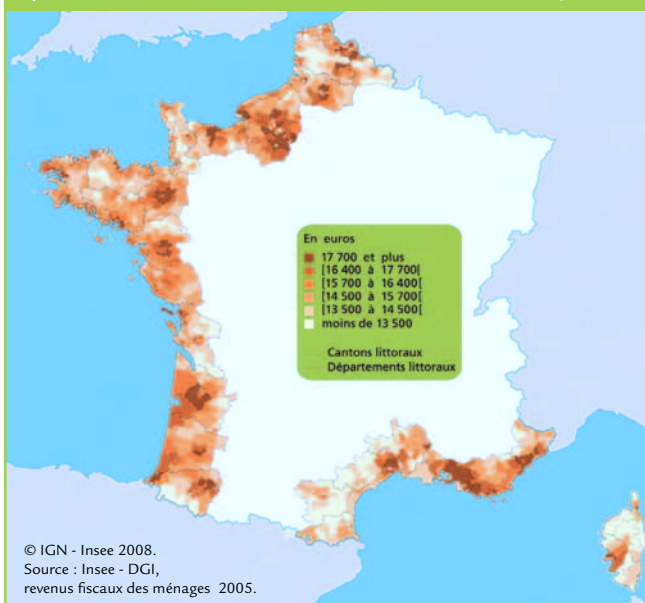 En euros
17 700 et plus
[16 400 à 17 700[
[15 700 à 16 400[
[14 500 à 15 700[
[13 500 à 14 500[
moins de 13 500
Cantons littoraux
Départements littoraux
© IGN - Insee 2008.
Source : Insee - DGI,
revenus fiscaux des ménages 2005.